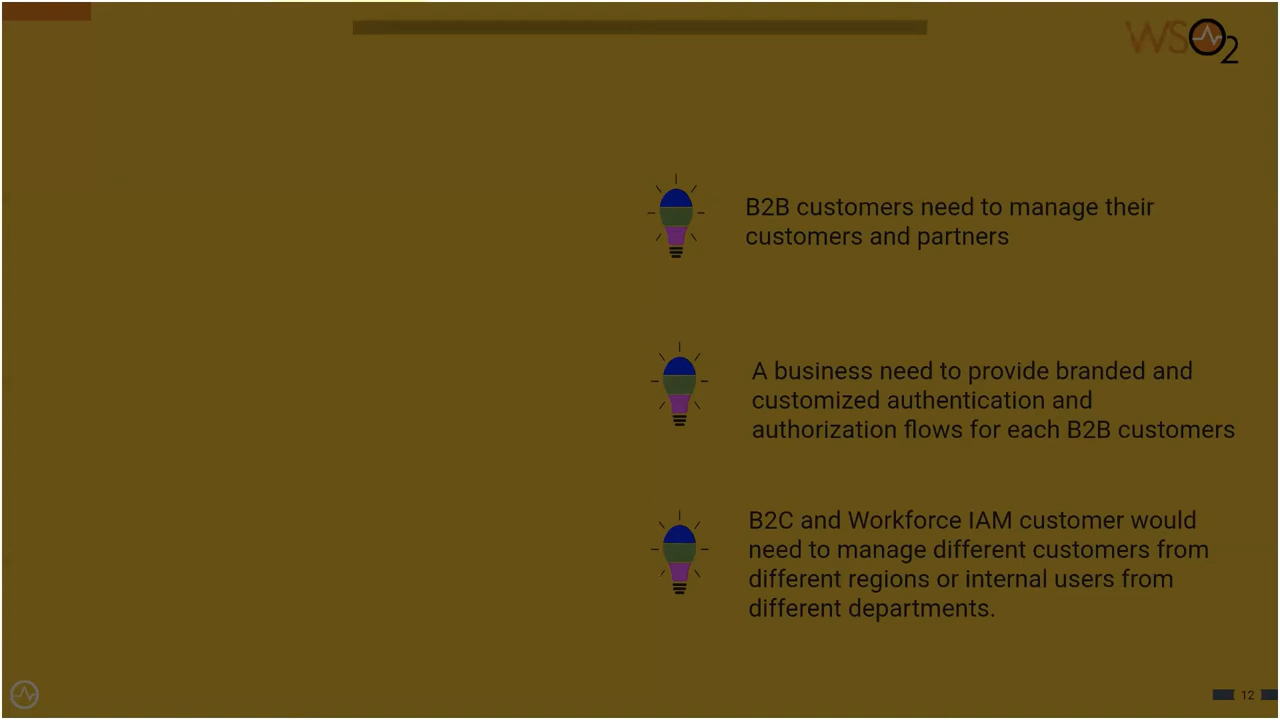 WSO2
B2B customers need to manage their
customers and partners
A business need to provide branded and
customized authentication and
authorization flows for each B2B customers
B2C and Workforce IAM customer would
need to manage different customers from
different regions or internal users from
different departments.
12